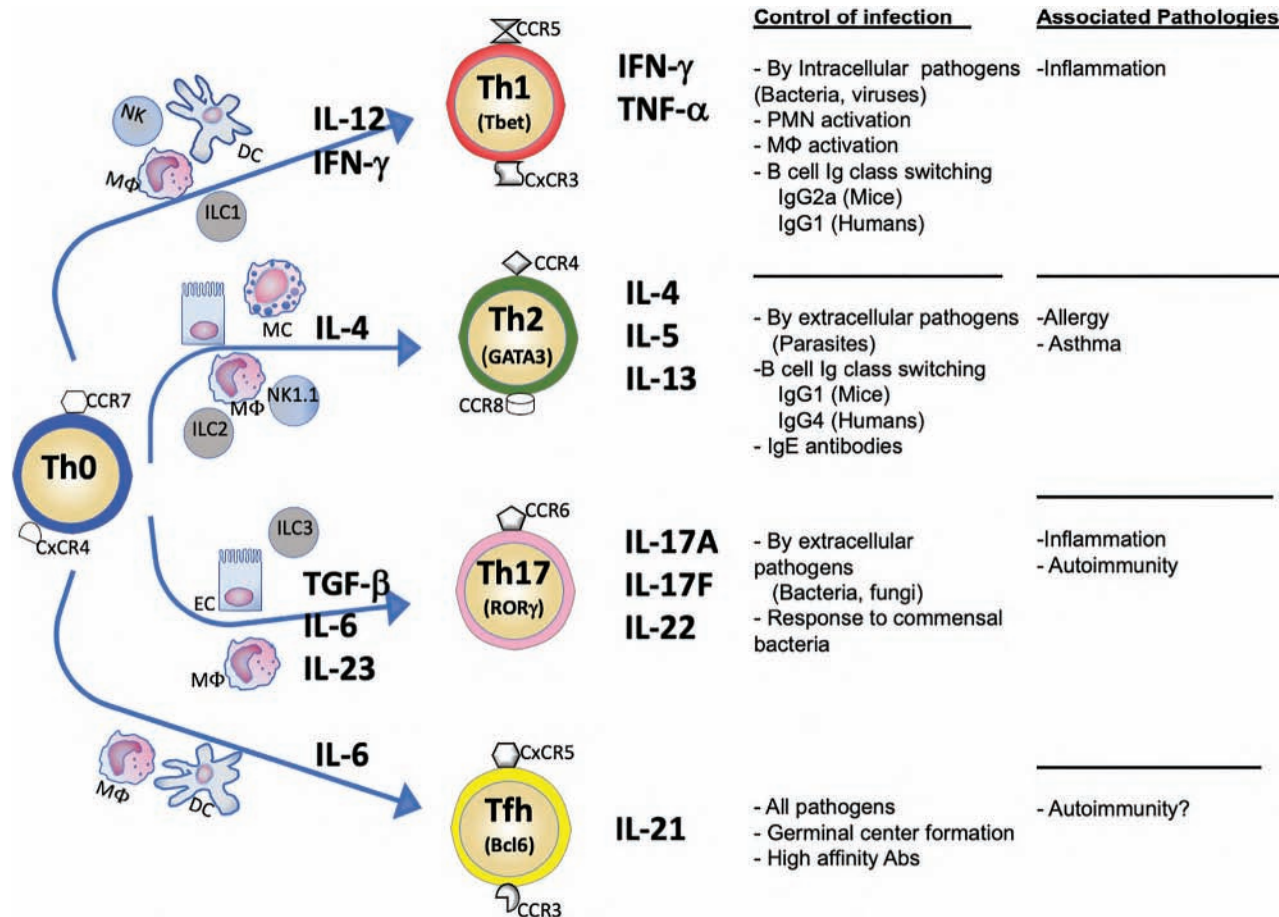 Control of infection
Associated Pathologies
CCR5
Th1
(Tbet)
CxCR3
NK
DC
MΦ
ILC1
IL-12
IFN-γ
IFN-γ
TNF-α
- By Intracellular pathogens
(Bacteria, viruses)
- PMN activation
- MΦ activation
- B cell Ig class switching
IgG2a (Mice)
IgG1 (Humans)
-Inflammation
CCR4
Th2
(GATA3)
CCR8
MC
IL-4
MΦ
NK1.1
ILC2
IL-4
IL-5
IL-13
- By extracellular pathogens
(Parasites)
-B cell Ig class switching
IgG1 (Mice)
IgG4 (Humans)
- IgE antibodies
-Allergy
- Asthma
CCR7
Th0
CxCR4
ILC3
EC
MΦ
TGF-β
IL-6
IL-23
CCR6
Th17
(RORγ)
IL-17A
IL-17F
IL-22
- By extracellular
pathogens
(Bacteria, fungi)
- Response to commensal
bacteria
-Inflammation
- Autoimmunity
MΦ
DC
IL-6
CxCR5
Tfh
(Bcl6)
CCR3
IL-21
- All pathogens
- Germinal center formation
- High affinity Abs
- Autoimmunity?